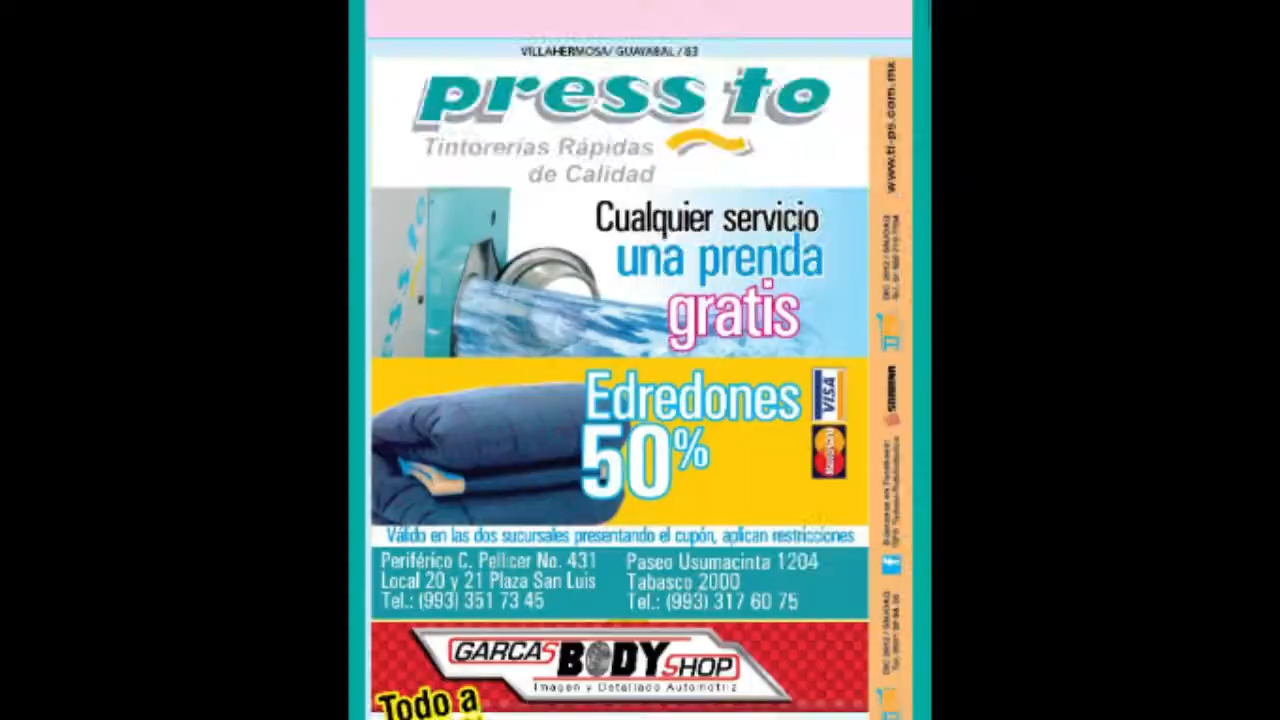 VILLAHERMOSA/ GUAYABAL / 63
press to
Tintorerías Rápidas
de Calidad
Cualquier servicio
una prenda
gratis
Edredones
50%
VISA
MasterCard
Válido en las dos sucursales presentando el cupón, aplican restricciones
Periférico C. Pellicer No. 431
Local 20 y 21 Plaza San Luis
Tel.: (993) 351 73 45
Paseo Usumacinta 1204
Tabasco 2000
Tel.: (993) 317 60 75
GARCAS BODY SHOP
Imagen y Detallado Automotriz
Todo a
www.ti-ps.com.mx